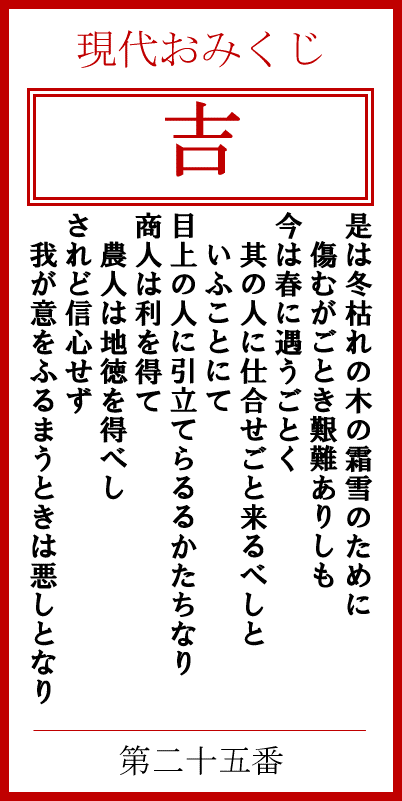 現代おみくじ
吉
是は冬枯れの木の霜雪のために
傷むがごとき艱難ありしも
今は春に遇うごとく
其の人に仕合せごと来るべしと
いふことにて
目上の人に引立てらるるかたちなり
商人は利を得て
農人は地徳を得べし
されど信心せず
我が意をふるまうときは悪しとなり
第二十五番